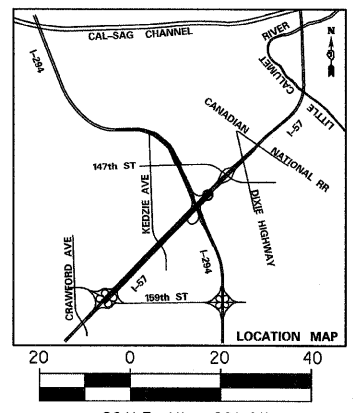 CAL-SAG CHANNEL
RIVER
N
I-294
CALUMET
LITTLE
CANADIAN
I-57
NATIONAL RR
147th ST
KEDZIE AVE
DIXIE HIGHWAY
CRAWFORD AVE
I-57
I-294
159th ST
LOCATION MAP
20 0 20 40